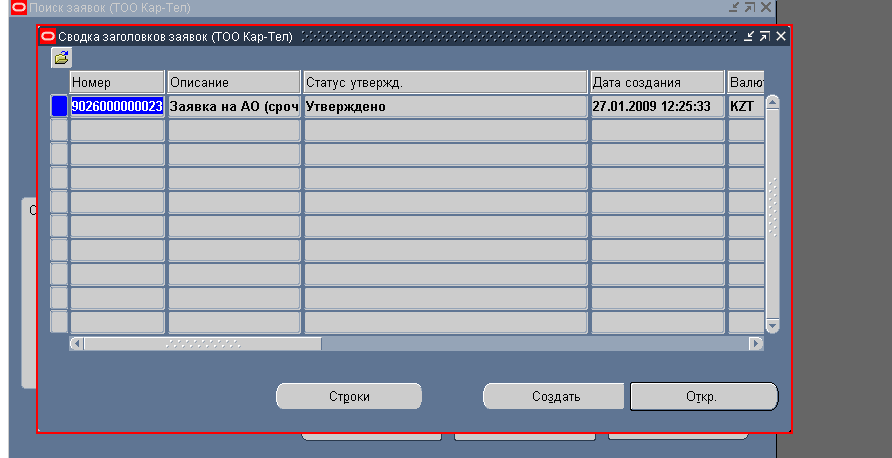 Поиск заявок (ТОО Кар-Тел)
Сводка заголовков заявок (ТОО Кар-Тел)
Номер Описание Статус утвержд. Дата создания Валю
9026000000023 Заявка на АО (сроч Утверждено 27.01.2009 12:25:33 KZT
С
Строки Создать Откр.